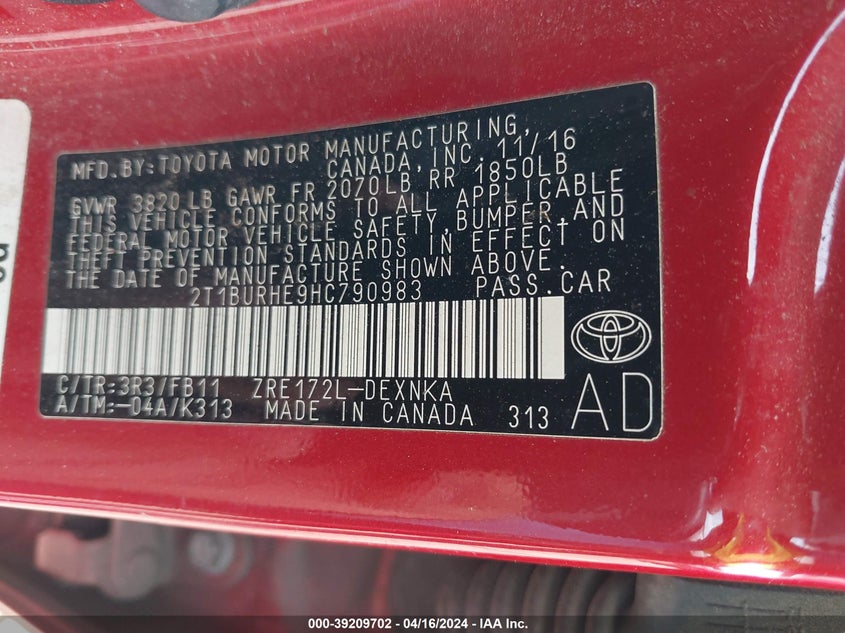 MFD.BY:TOYOTA MOTOR MANUFACTURING,
CANADA, INC. 11/16
GVWR 3820 LB GAWR FR 2070LB RR 1850LB
THIS VEHICLE CONFORMS TO ALL APPLICABLE
FEDERAL MOTOR VEHICLE SAFETY,BUMPER,AND
THEFT PREVENTION STANDARDS IN EFFECT ON
THE DATE OF MANUFACTURE SHOWN ABOVE.
2T1BURHE9HC790983 PASS.CAR
C/TR:3R3/FB11 ZRE172L-DEXNKA
A/TM:-04A/K313 MADE IN CANADA 313
AD
000-39209702 - 04/16/2024 - IAA Inc.